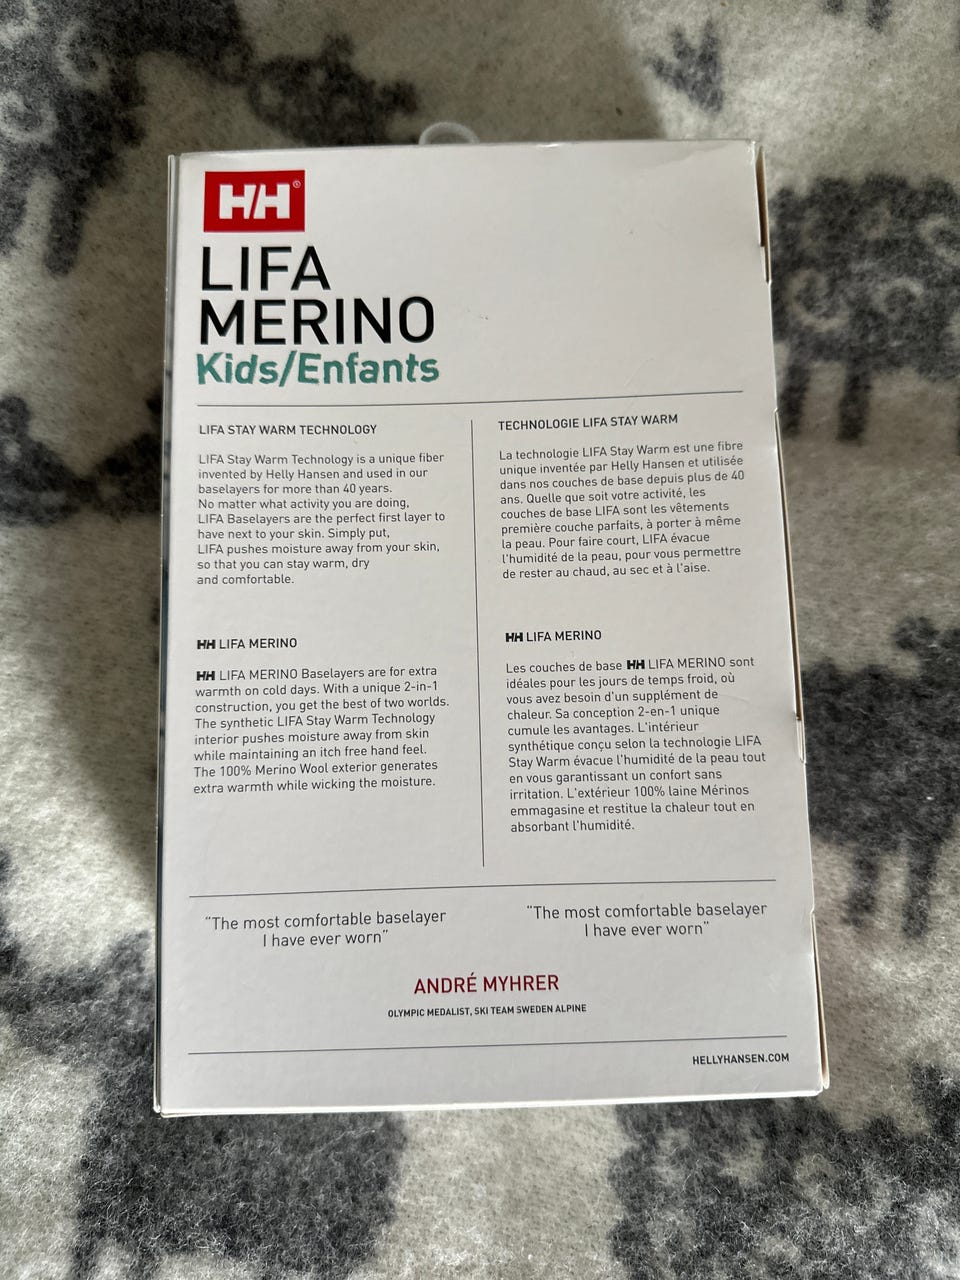 HH®
LIFA
MERINO
Kids/Enfants
LIFA STAY WARM TECHNOLOGY
LIFA Stay Warm Technology is a unique fiber
invented by Helly Hansen and used in our
baselayers for more than 40 years.
No matter what activity you are doing,
LIFA Baselayers are the perfect first layer to
have next to your skin. Simply put,
LIFA pushes moisture away from your skin,
so that you can stay warm, dry
and comfortable.
HH LIFA MERINO
HH LIFA MERINO Baselayers are for extra
warmth on cold days. With a unique 2-in-1
construction, you get the best of two worlds.
The synthetic LIFA Stay Warm Technology
interior pushes moisture away from skin
while maintaining an itch free hand feel.
The 100% Merino Wool exterior generates
extra warmth while wicking the moisture.
TECHNOLOGIE LIFA STAY WARM
La technologie LIFA Stay Warm est une fibre
unique inventée par Helly Hansen et utilisée
dans nos couches de base depuis plus de 40
ans. Quelle que soit votre activité, les
couches de base LIFA sont les vêtements
première couche parfaits, à porter à même
la peau. Pour faire court, LIFA évacue
l'humidité de la peau, pour vous permettre
de rester au chaud, au sec et à l'aise.
HH LIFA MERINO
Les couches de base HH LIFA MERINO sont
idéales pour les jours de temps froid, où
vous avez besoin d'un supplément de
chaleur. Sa conception 2-en-1 unique
cumule les avantages. L'intérieur
synthétique conçu selon la technologie LIFA
Stay Warm évacue l'humidité de la peau tout
en vous garantissant un confort sans
irritation. L'extérieur 100% laine Mérinos
emmagasine et restitue la chaleur tout en
absorbant l'humidité.
"The most comfortable baselayer
I have ever worn"
"The most comfortable baselayer
I have ever worn"
ANDRÉ MYHRER
OLYMPIC MEDALIST, SKI TEAM SWEDEN ALPINE
HELLYHANSEN.COM